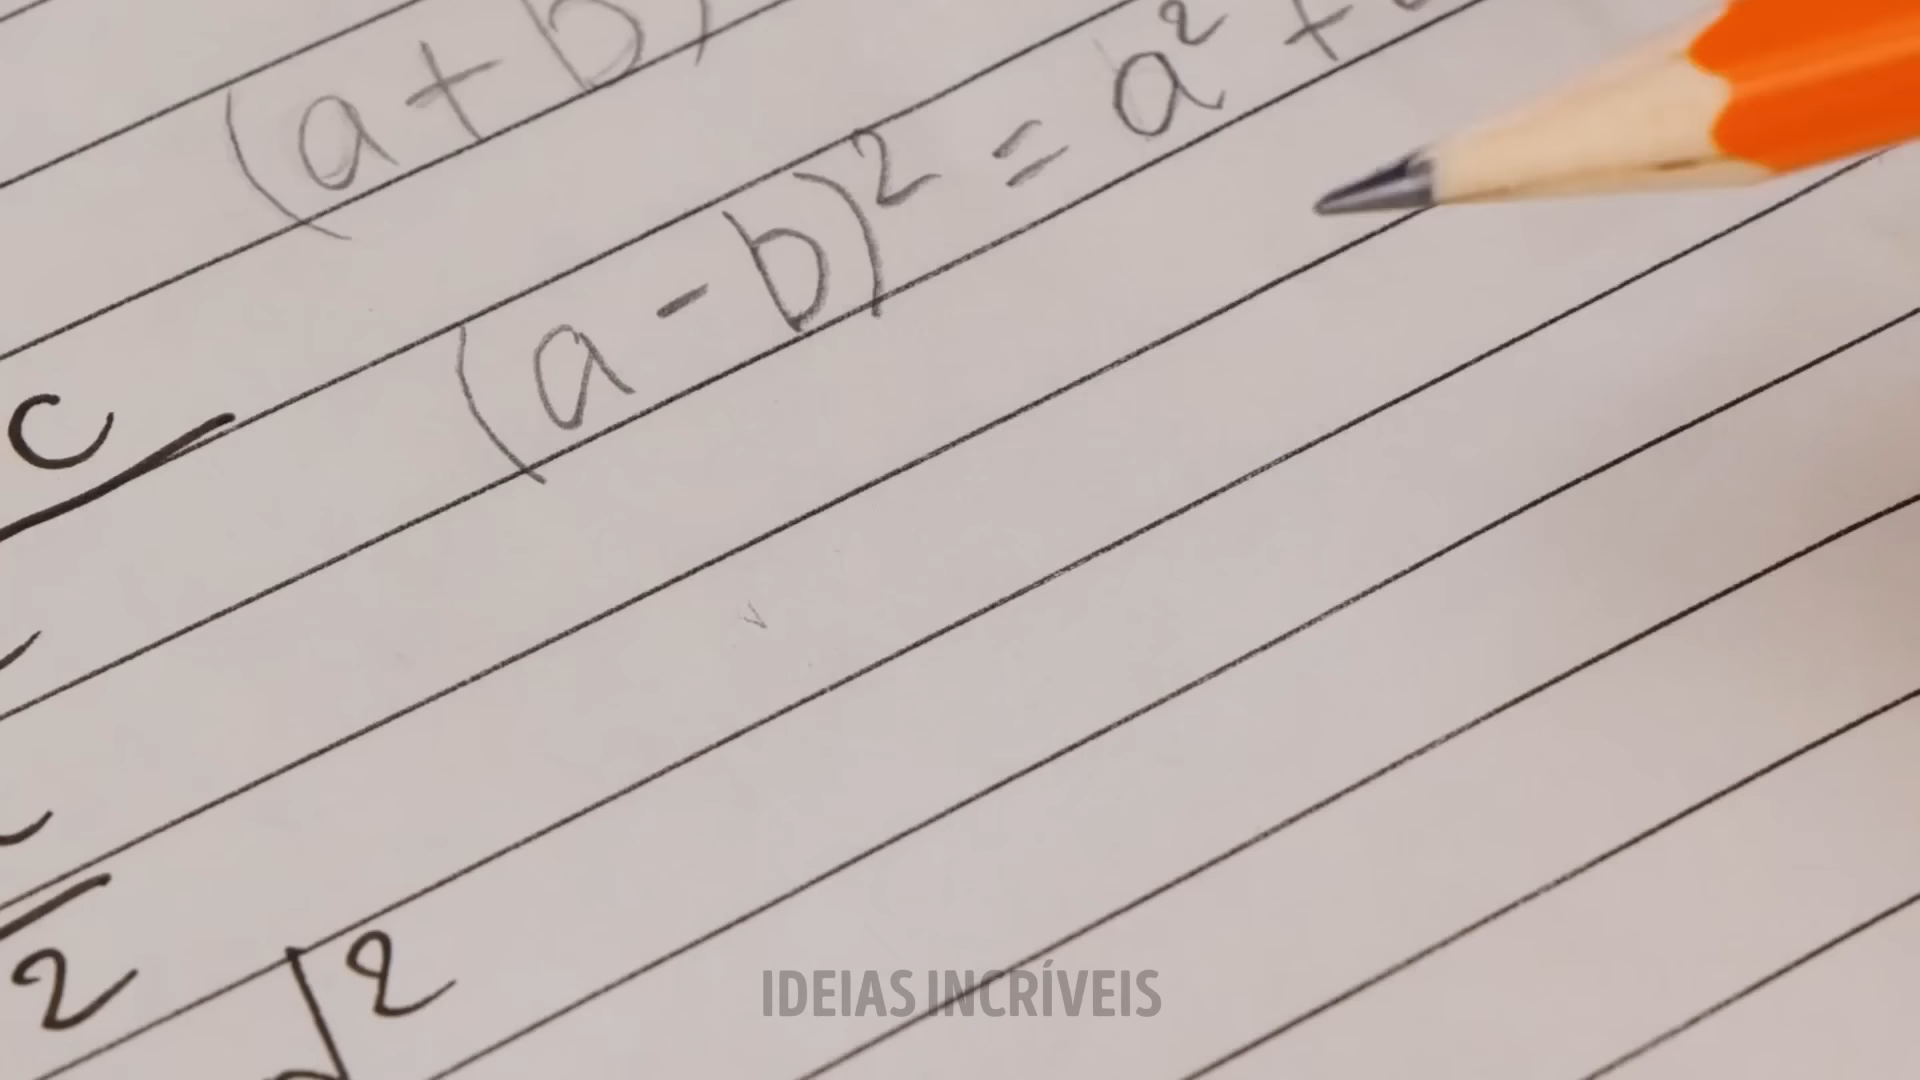 (a + b)
(a - b)² = a² +
c
2
2
IDEIAS INCRÍVEIS